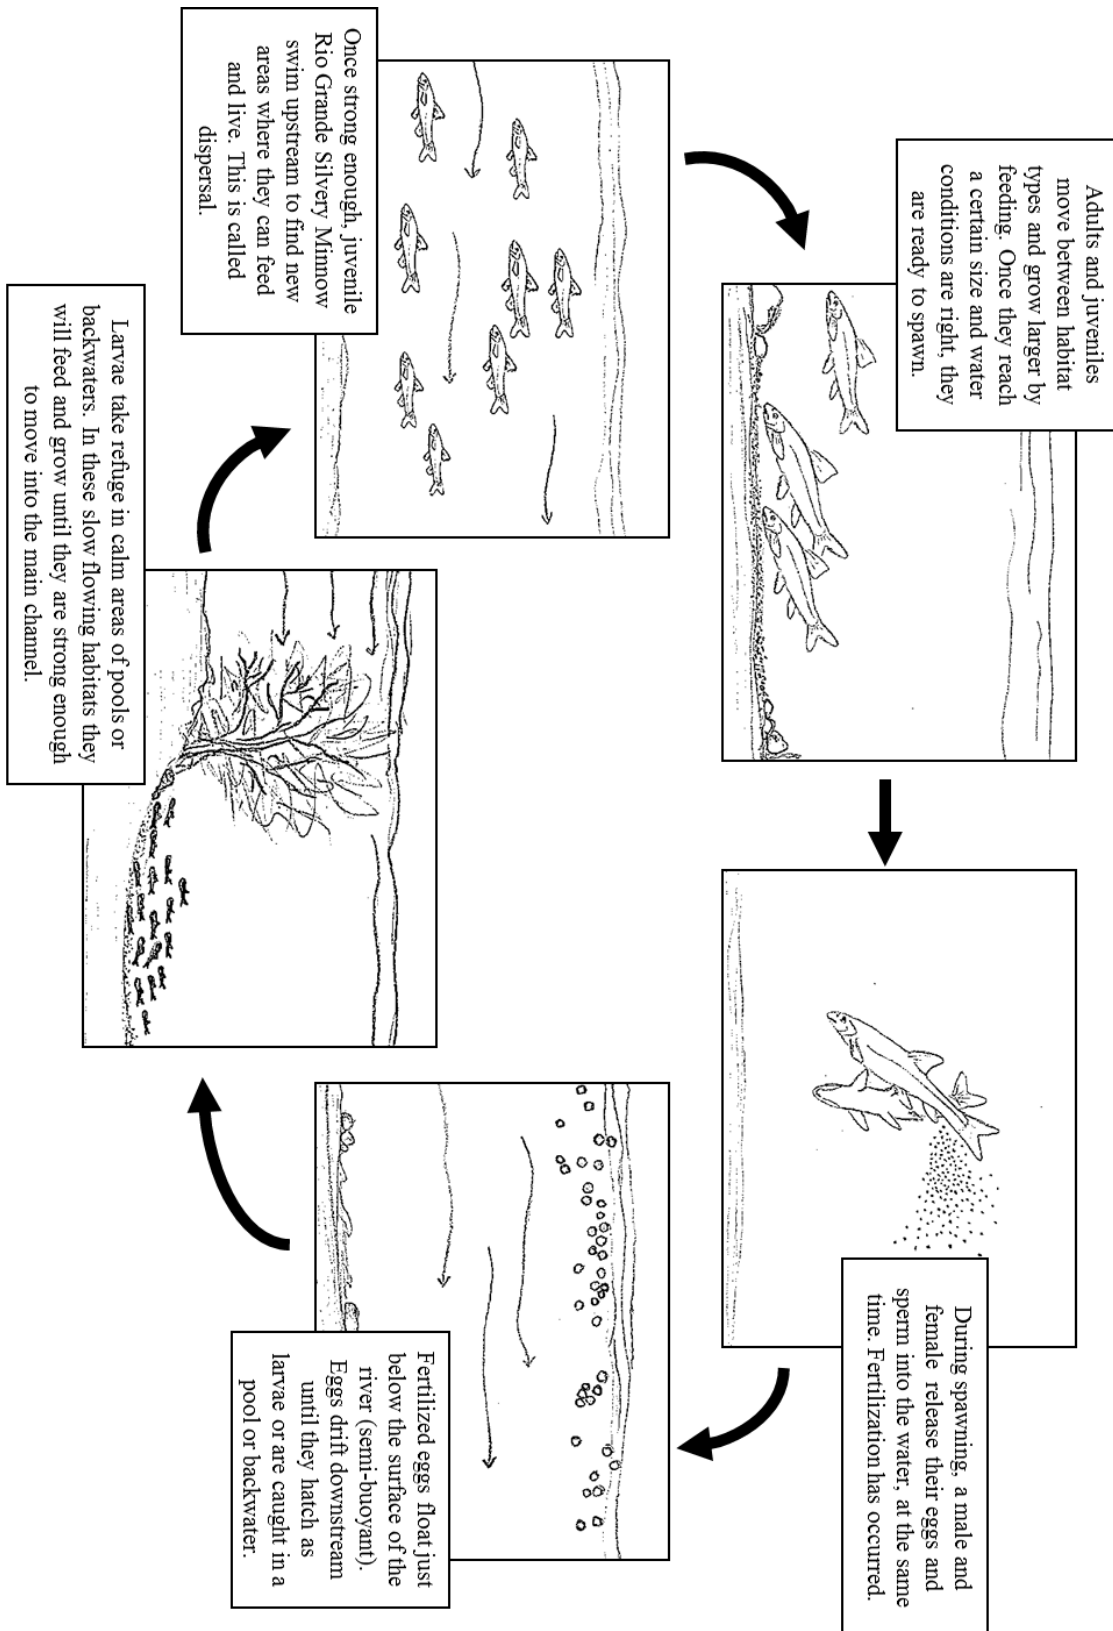 Adults and juveniles
move between habitat
types and grow larger by
feeding. Once they reach
a certain size and water
conditions are right, they
are ready to spawn.
During spawning, a male and
female release their eggs and
sperm into the water, at the same
time. Fertilization has occurred.
Fertilized eggs float just
below the surface of the
river (semi-buoyant).
Eggs drift downstream
until they hatch as
larvae or are caught in a
pool or backwater.
Larvae take refuge in calm areas of pools or
backwaters. In these slow flowing habitats they
will feed and grow until they are strong enough
to move into the main channel.
Once strong enough, juvenile
Rio Grande Silvery Minnow
swim upstream to find new
areas where they can feed
and live. This is called
dispersal.